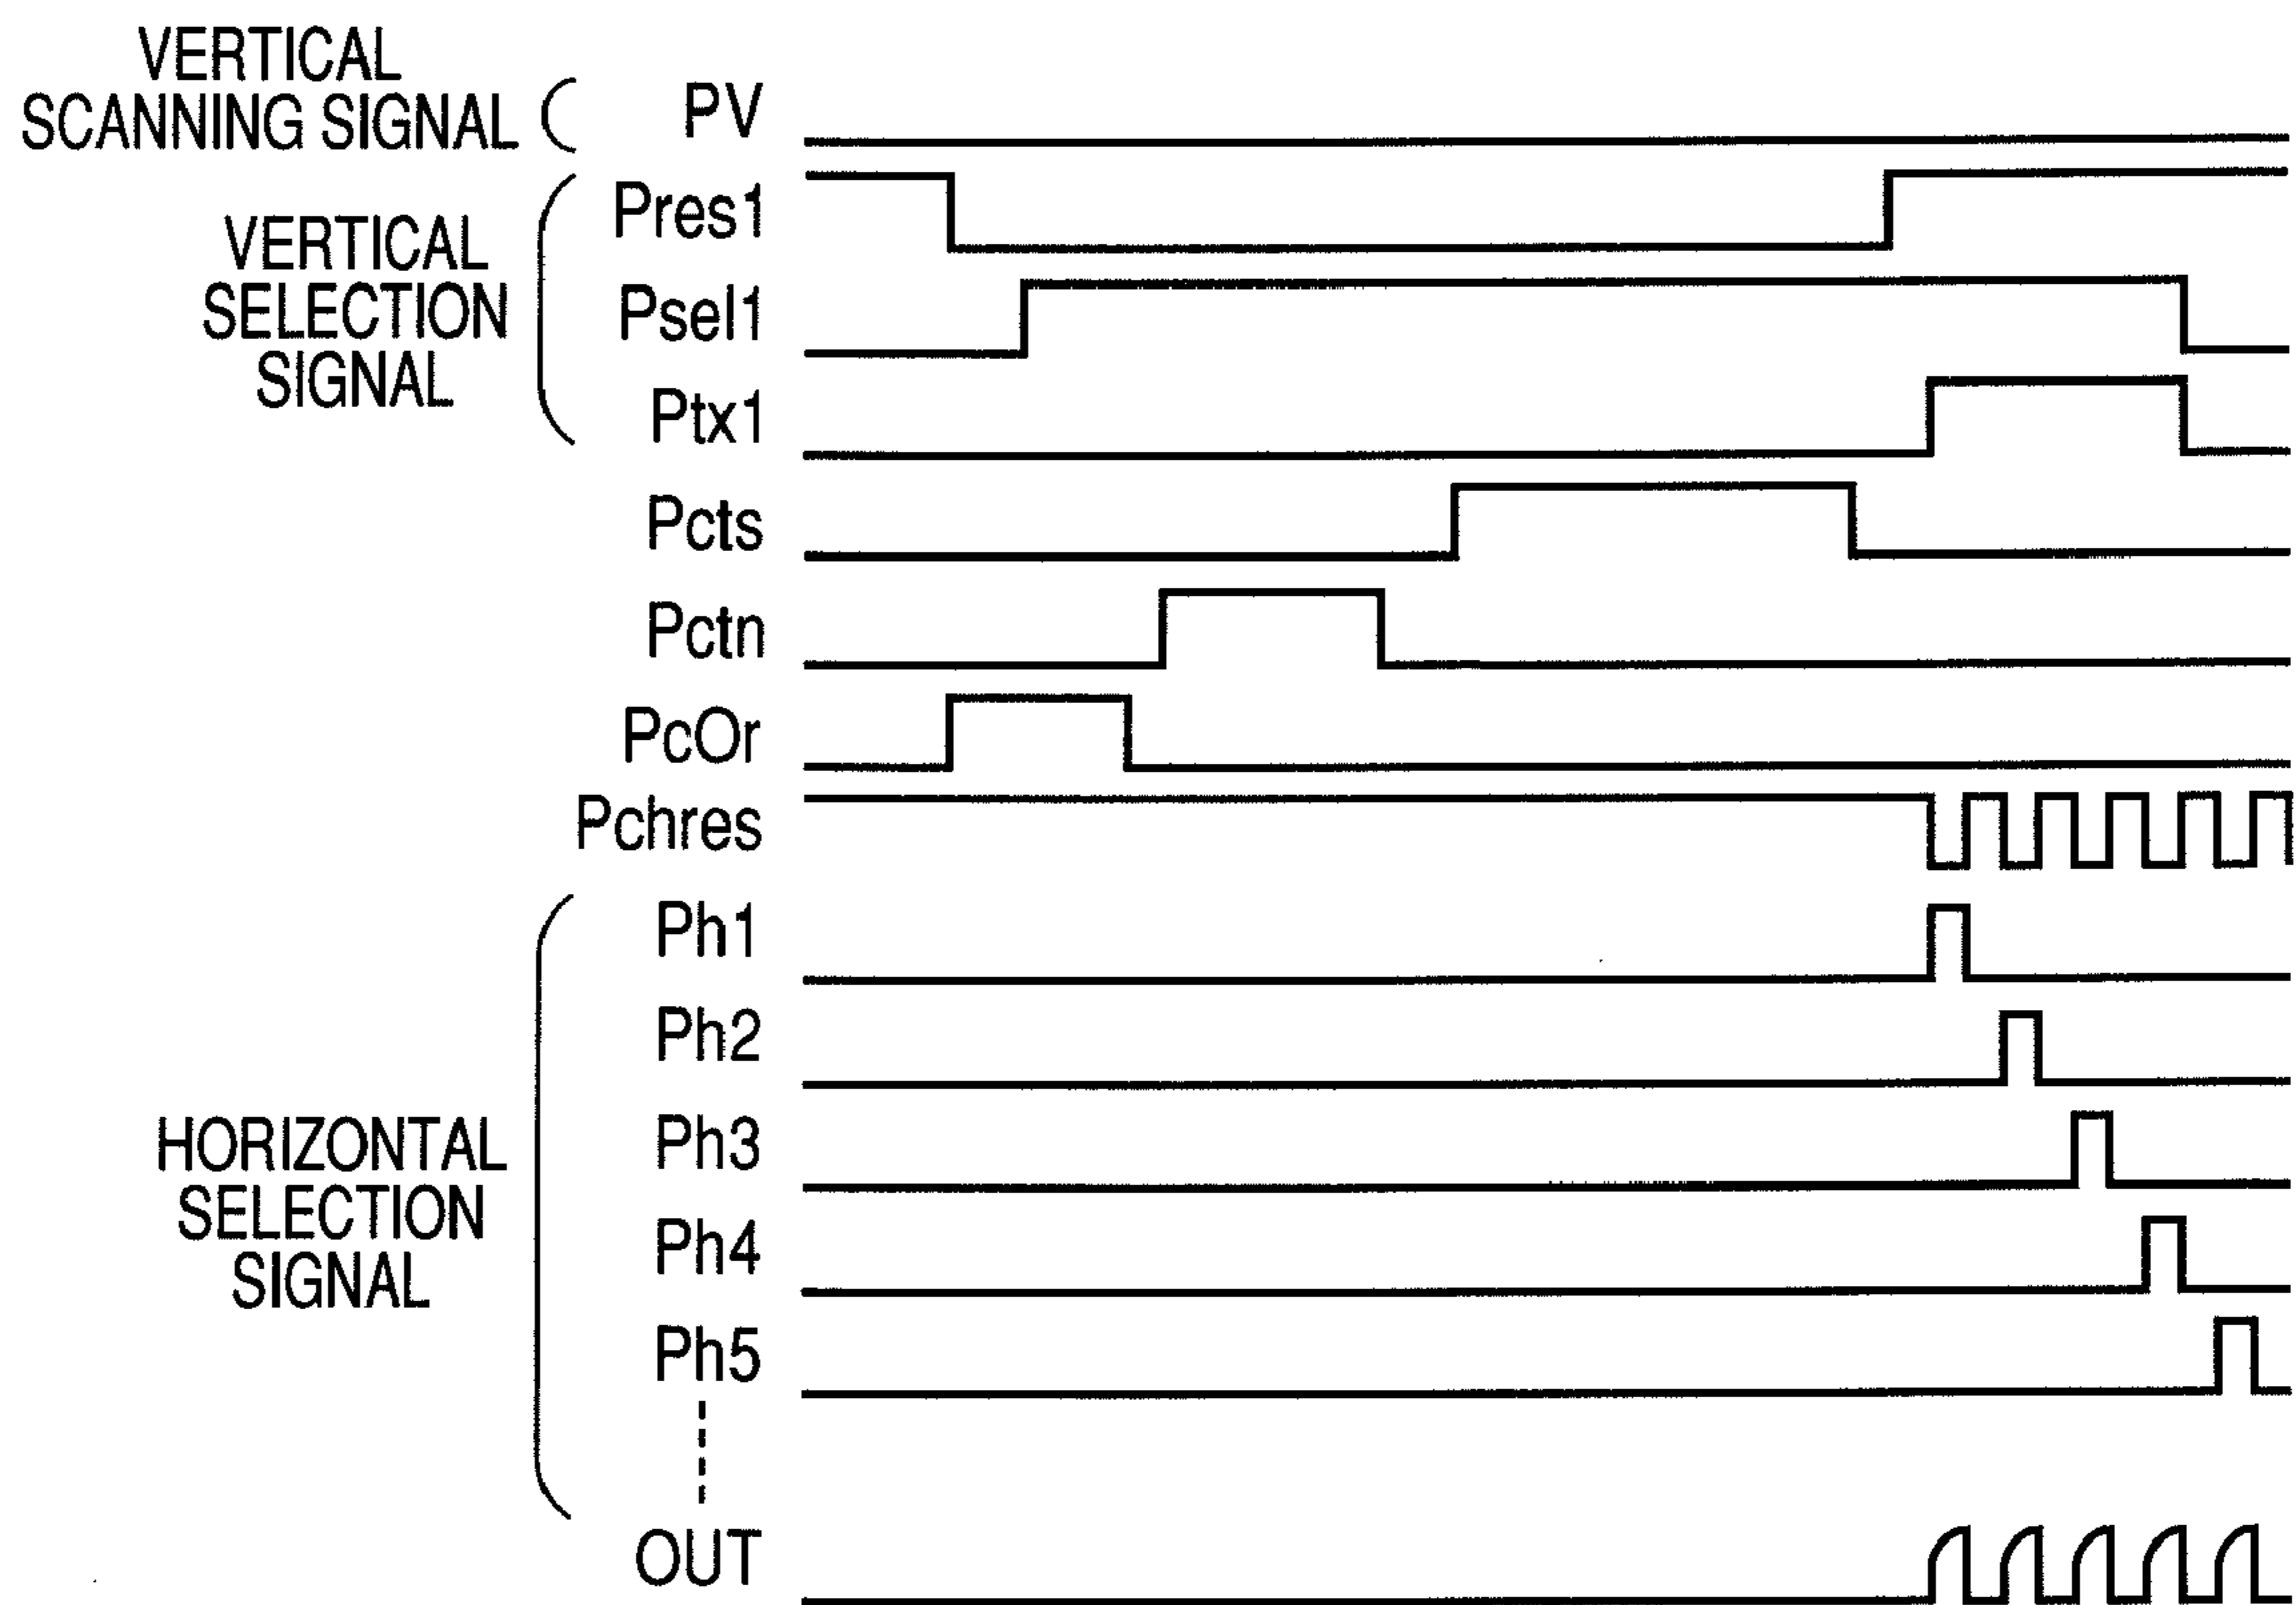 VERTICAL
SCANNING SIGNAL
PV
VERTICAL
SELECTION
SIGNAL
Pres1
Psel1
Ptx1
Pcts
Pctn
PcOr
Pchres
HORIZONTAL
SELECTION
SIGNAL
Ph1
Ph2
Ph3
Ph4
Ph5
OUT